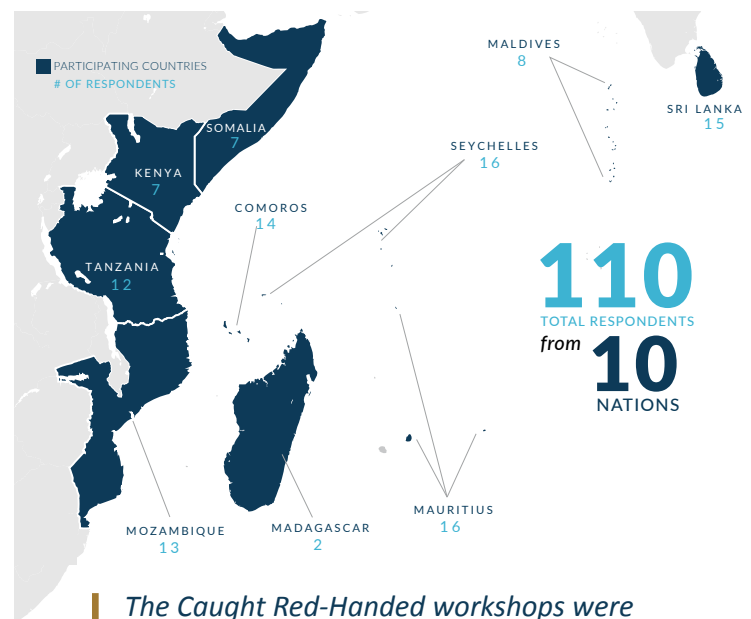 PARTICIPATING COUNTRIES
# OF RESPONDENTS
MALDIVES
8
SRI LANKA
15
SOMALIA
7
SEYCHELLES
16
KENYA
7
COMOROS
14
TANZANIA
12
110
TOTAL RESPONDENTS
from 10
NATIONS
MAURITIUS
16
MOZAMBIQUE
13
MADAGASCAR
2
The Caught Red-Handed workshops were